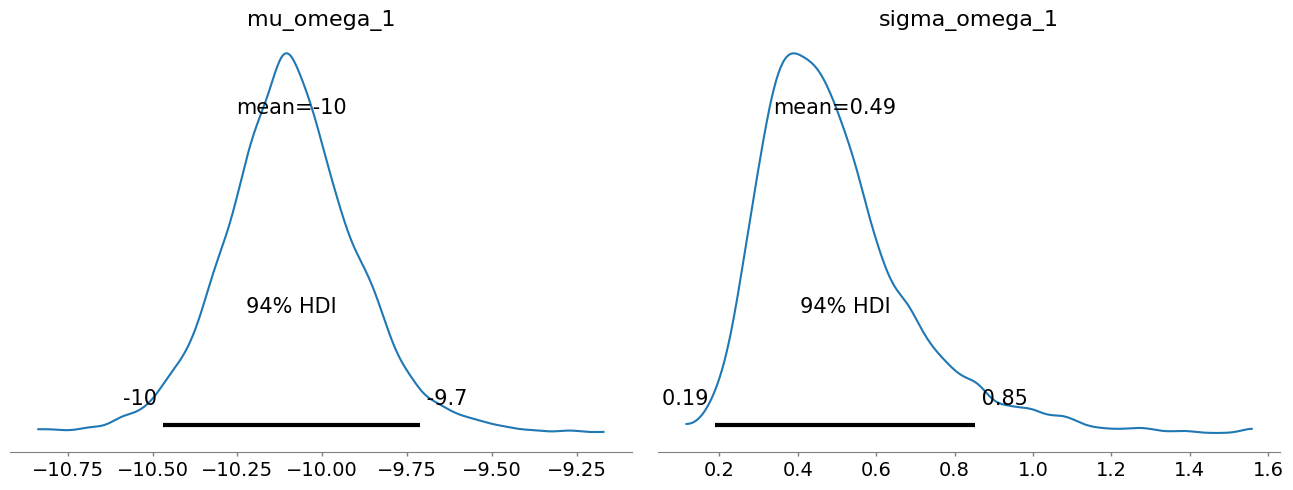 mu_omega_1
mean=-10
94% HDI
-10
-9.7
−10.75 −10.50 −10.25 −10.00 −9.75 −9.50 −9.25
sigma_omega_1
mean=0.49
94% HDI
0.19
0.85
0.2 0.4 0.6 0.8 1.0 1.2 1.4 1.6